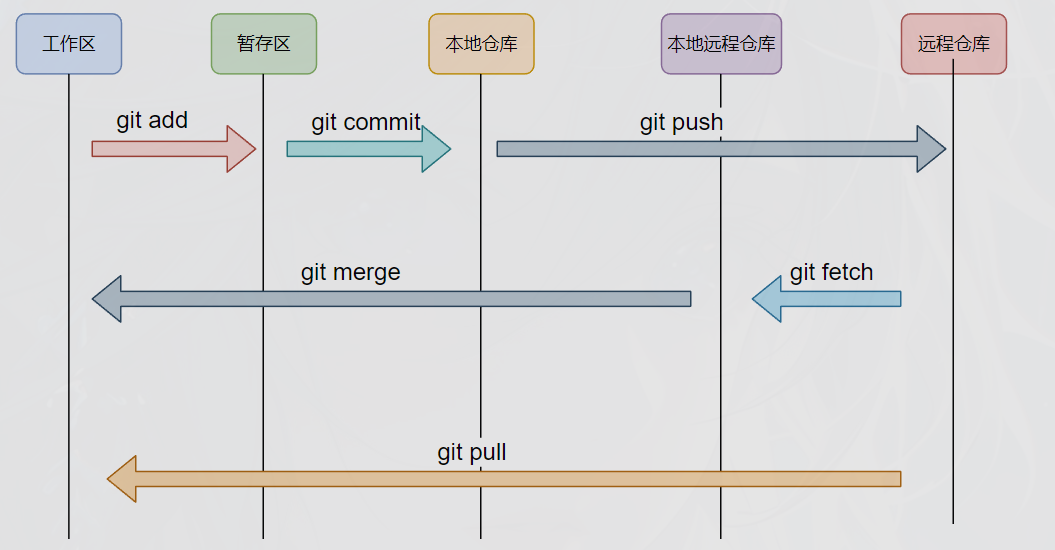 工作区
暂存区
本地仓库
本地远程仓库
远程仓库
git add
git commit
git push
git merge
git fetch
git pull